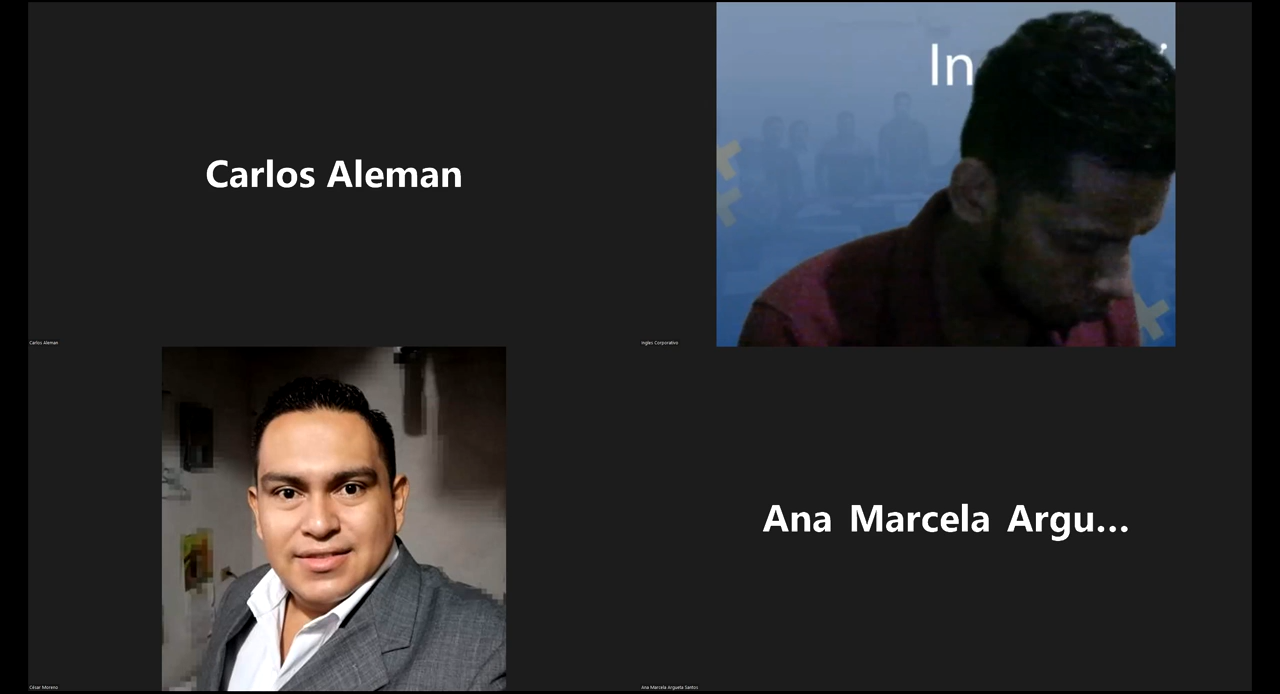 Carlos Aleman
In
Carlos Aleman
Ingles Corporativo
Ana Marcela Argu...
César Moreno
Ana Marcela Argueta Santos